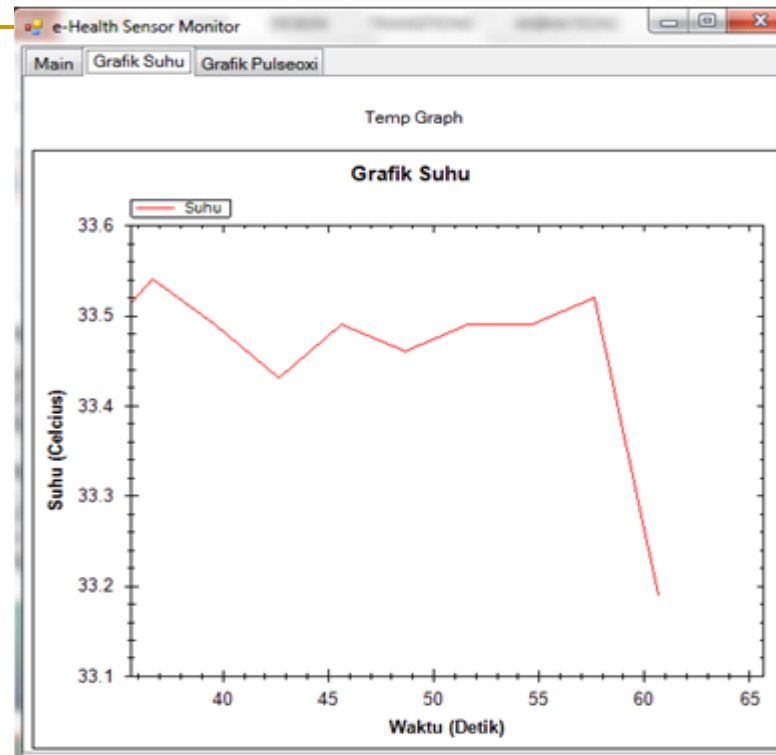 e-Health Sensor Monitor
Main Grafik Suhu Grafik Pulseoxi
Temp Graph
Grafik Suhu
Suhu
33.6
33.5
33.4
33.3
33.2
33.1
Suhu (Celcius)
40 45 50 55 60 65
Waktu (Detik)